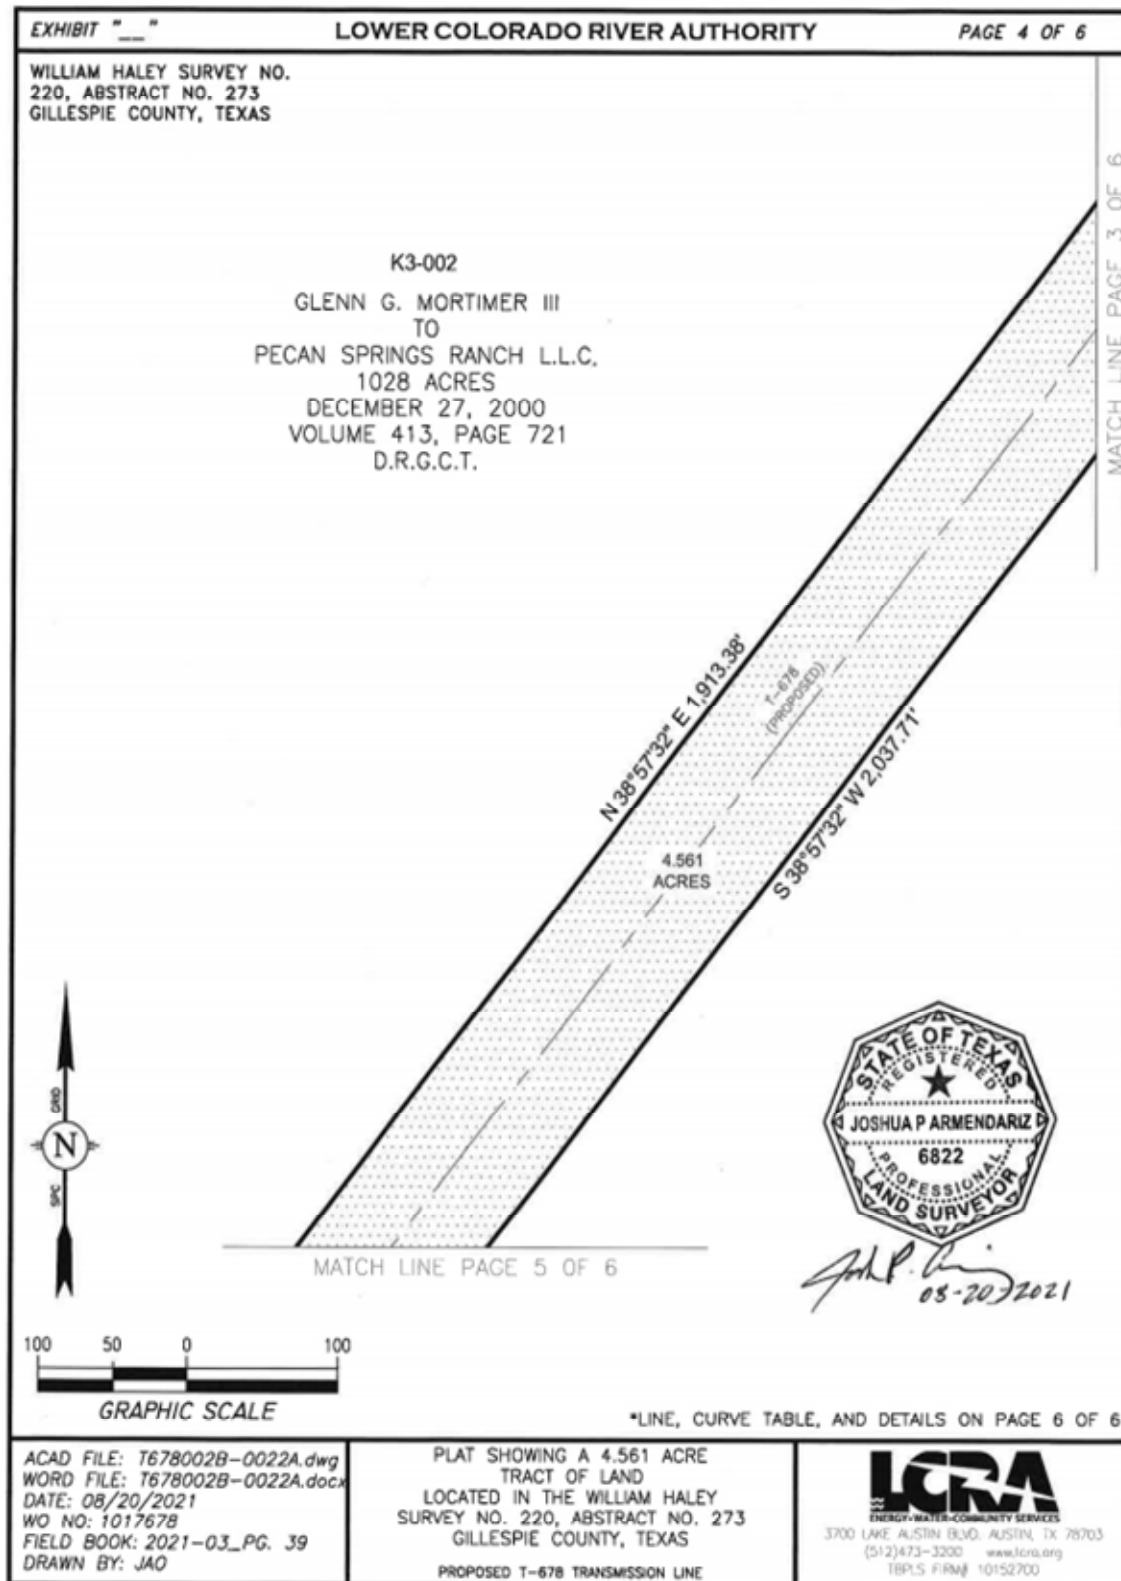 EXHIBIT "__"
LOWER COLORADO RIVER AUTHORITY
PAGE 4 OF 6
WILLIAM HALEY SURVEY NO.
220, ABSTRACT NO. 273
GILLESPIE COUNTY, TEXAS
MATCH LINE PAGE 3 OF 6
K3-002
GLENN G. MORTIMER III
TO
PECAN SPRINGS RANCH L.L.C.
1028 ACRES
DECEMBER 27, 2000
VOLUME 413, PAGE 721
D.R.G.C.T.
N 38°57'32" E 1,913.38'
T-678
(PROPOSED)
S 38°57'32" W 2,037.71'
4.561
ACRES
GRID
N
SPC
STATE OF TEXAS
REGISTERED
JOSHUA P ARMENDARIZ
6822
PROFESSIONAL
LAND SURVEYOR
08-20-2021
MATCH LINE PAGE 5 OF 6
100 50 0 100
GRAPHIC SCALE
*LINE, CURVE TABLE, AND DETAILS ON PAGE 6 OF 6
ACAD FILE: T678002B-0022A.dwg
WORD FILE: T678002B-0022A.docx
DATE: 08/20/2021
WO NO: 1017678
FIELD BOOK: 2021-03_PG. 39
DRAWN BY: JAO
PLAT SHOWING A 4.561 ACRE
TRACT OF LAND
LOCATED IN THE WILLIAM HALEY
SURVEY NO. 220, ABSTRACT NO. 273
GILLESPIE COUNTY, TEXAS
PROPOSED T-678 TRANSMISSION LINE
LCRA
ENERGY•WATER•COMMUNITY SERVICES
3700 LAKE AUSTIN BLVD. AUSTIN, TX 78703
(512)473-3200 www.lcra.org
TBPLS FIRM# 10152700